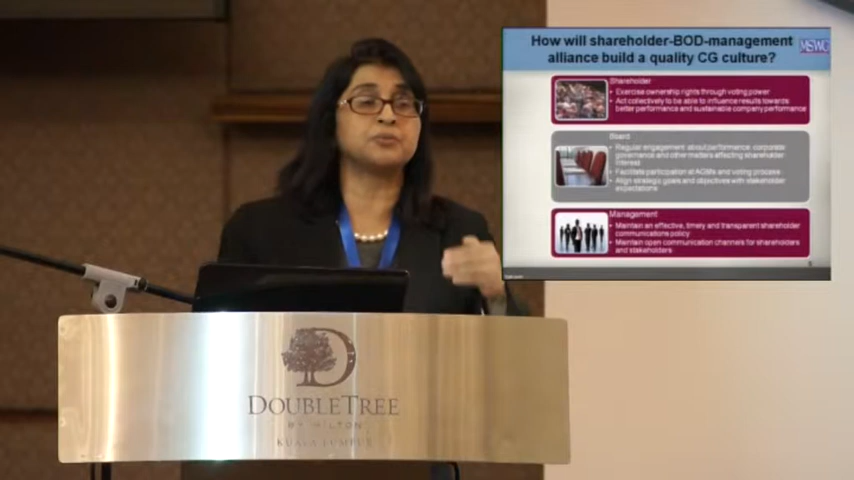 How will shareholder-BOD-management
alliance build a quality CG culture?
MSWG
Shareholder
• Exercise ownership rights through voting power
• Act collectively to be able to influence results towards
better performance and sustainable company performance
Board
• Regular engagement about performance, corporate
governance and other matters affecting shareholder
interest
• Facilitate participation at AGMs and voting process
• Align strategic goals and objectives with stakeholder
expectations
Management
• Maintain an effective, timely and transparent shareholder
communications policy
• Maintain open communication channels for shareholders
and stakeholders
D
DOUBLETREE
BY HILTON
KUALA LUMPUR